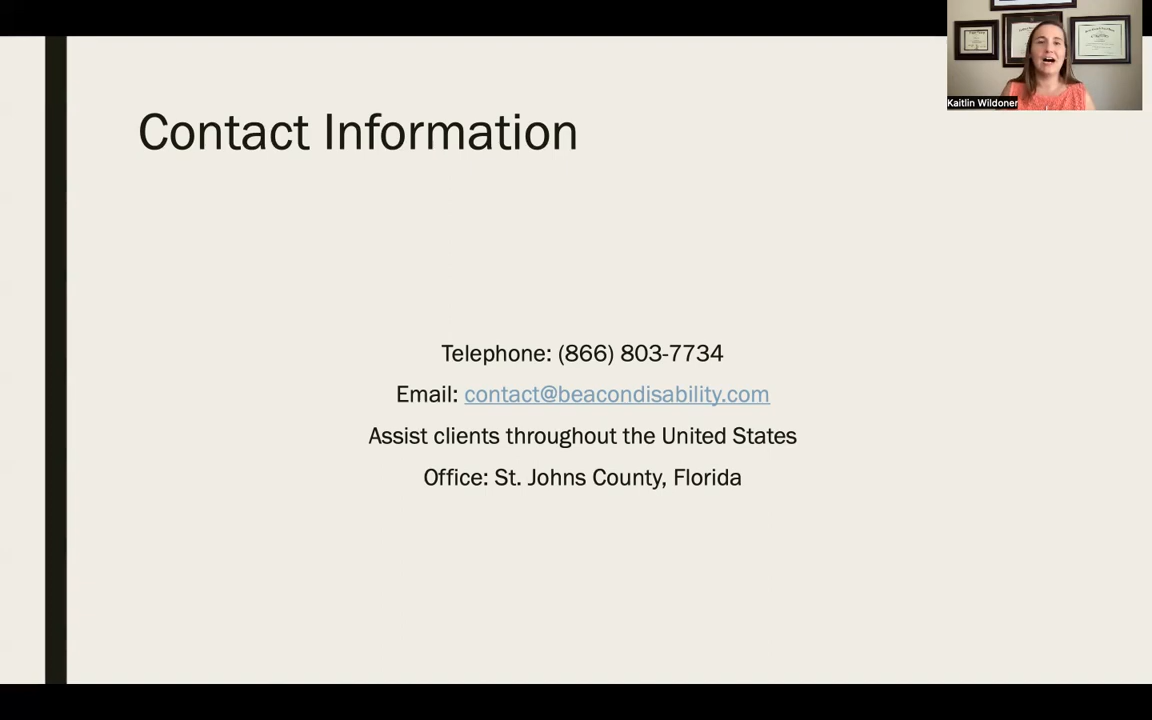 Kaitlin Wildoner
Contact Information
Telephone: (866) 803-7734
Email: contact@beacondisability.com
Assist clients throughout the United States
Office: St. Johns County, Florida